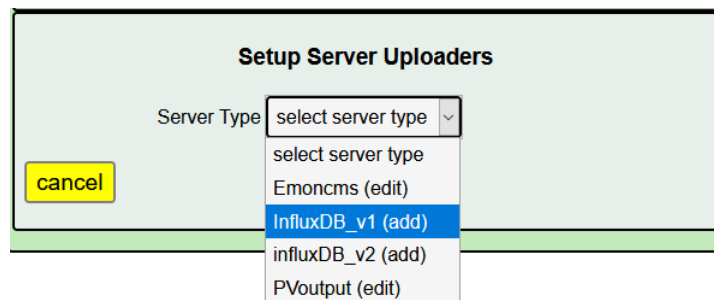 Setup Server Uploaders
Server Type select server type
select server type
cancel
Emoncms (edit)
InfluxDB_v1 (add)
influxDB_v2 (add)
PVoutput (edit)